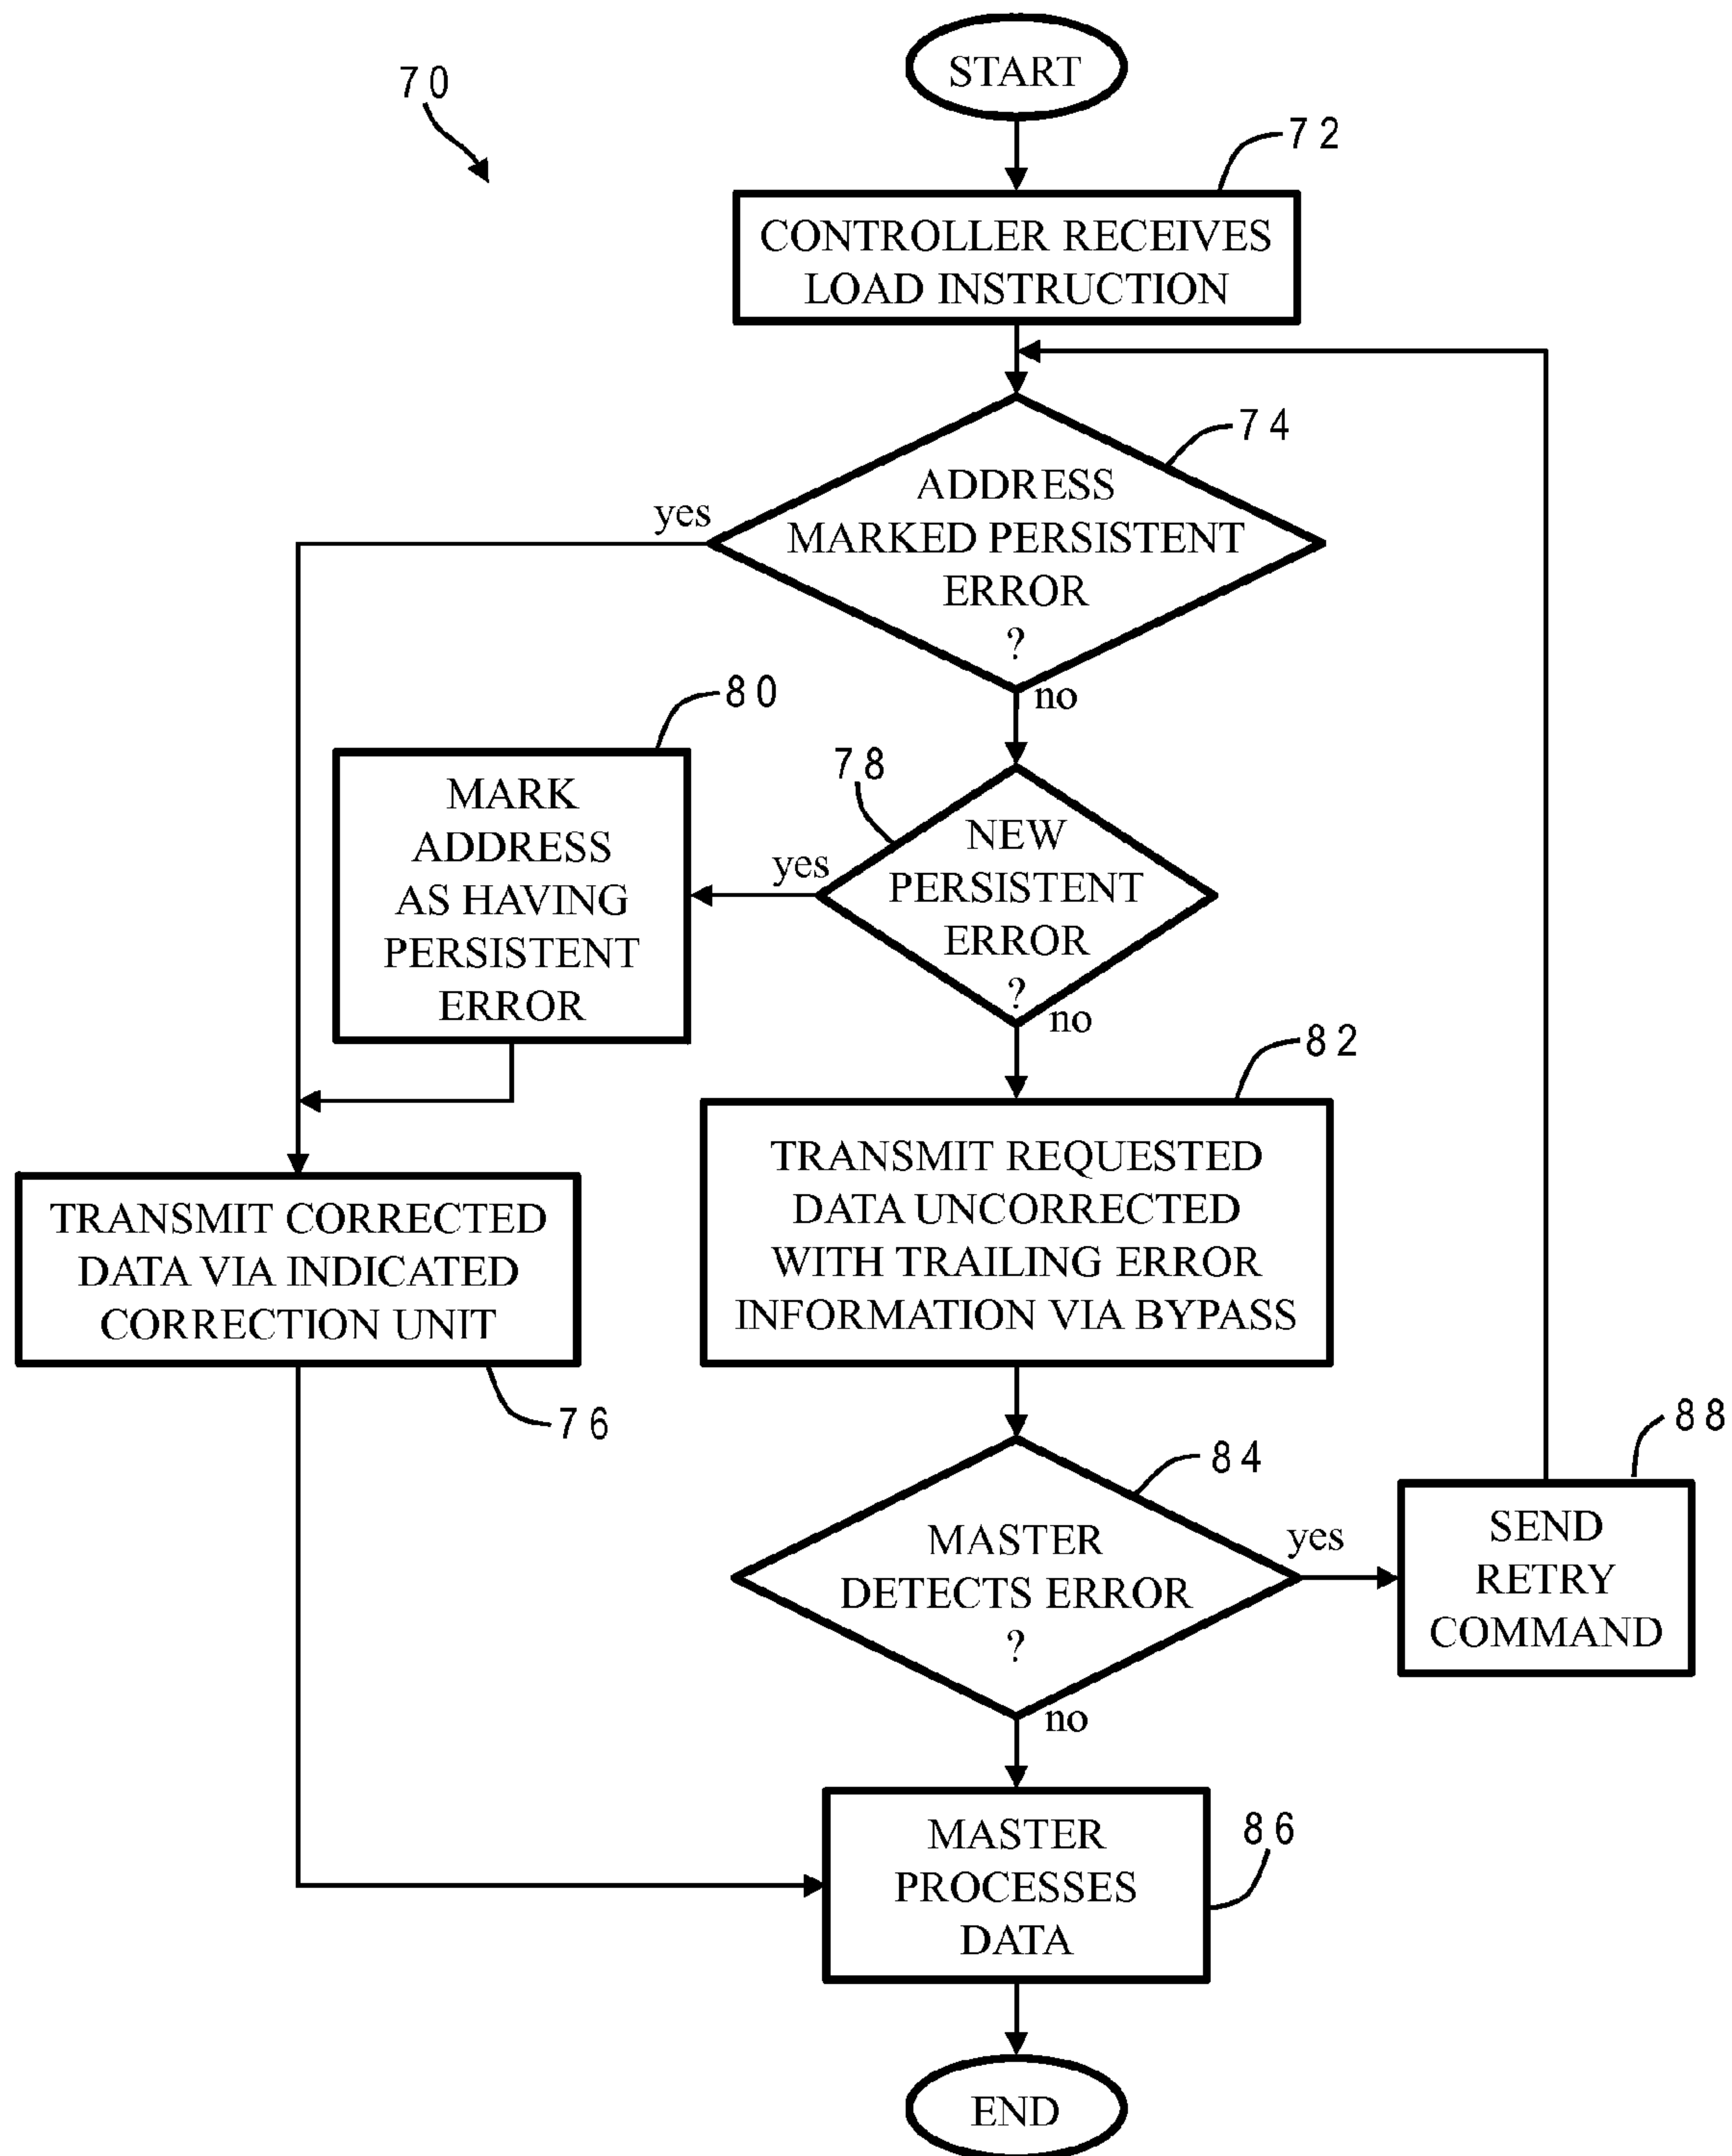 START
70
72
CONTROLLER RECEIVES
LOAD INSTRUCTION
74
ADDRESS
MARKED PERSISTENT
ERROR
?
yes
no
80
MARK
ADDRESS
AS HAVING
PERSISTENT
ERROR
78
NEW
PERSISTENT
ERROR
?
yes
no
82
TRANSMIT REQUESTED
DATA UNCORRECTED
WITH TRAILING ERROR
INFORMATION VIA BYPASS
TRANSMIT CORRECTED
DATA VIA INDICATED
CORRECTION UNIT
76
84
MASTER
DETECTS ERROR
?
yes
no
88
SEND
RETRY
COMMAND
MASTER
PROCESSES
DATA
86
END